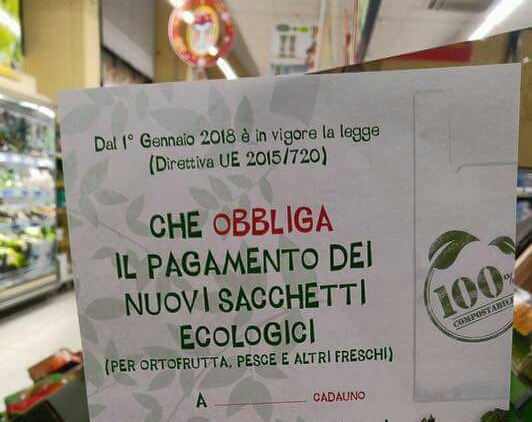 Dal 1° Gennaio 2018 è in vigore la legge
(Direttiva UE 2015/720)
CHE OBBLIGA
IL PAGAMENTO DEI
NUOVI SACCHETTI
ECOLOGICI
(PER ORTOFRUTTA, PESCE E ALTRI FRESCHI)
A ____________ CADAUNO
100%